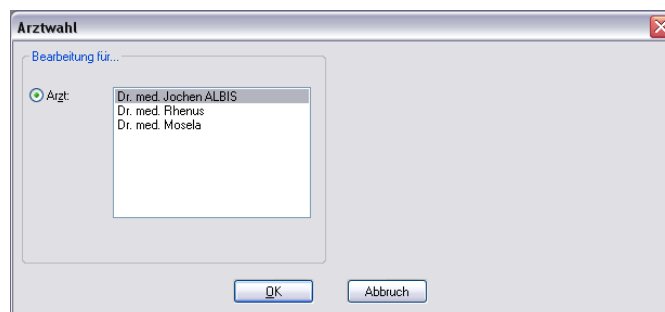 Arztwahl
Bearbeitung für...
Arzt:
Dr. med. Jochen ALBIS
Dr. med. Rhenus
Dr. med. Mosela
OK
Abbruch